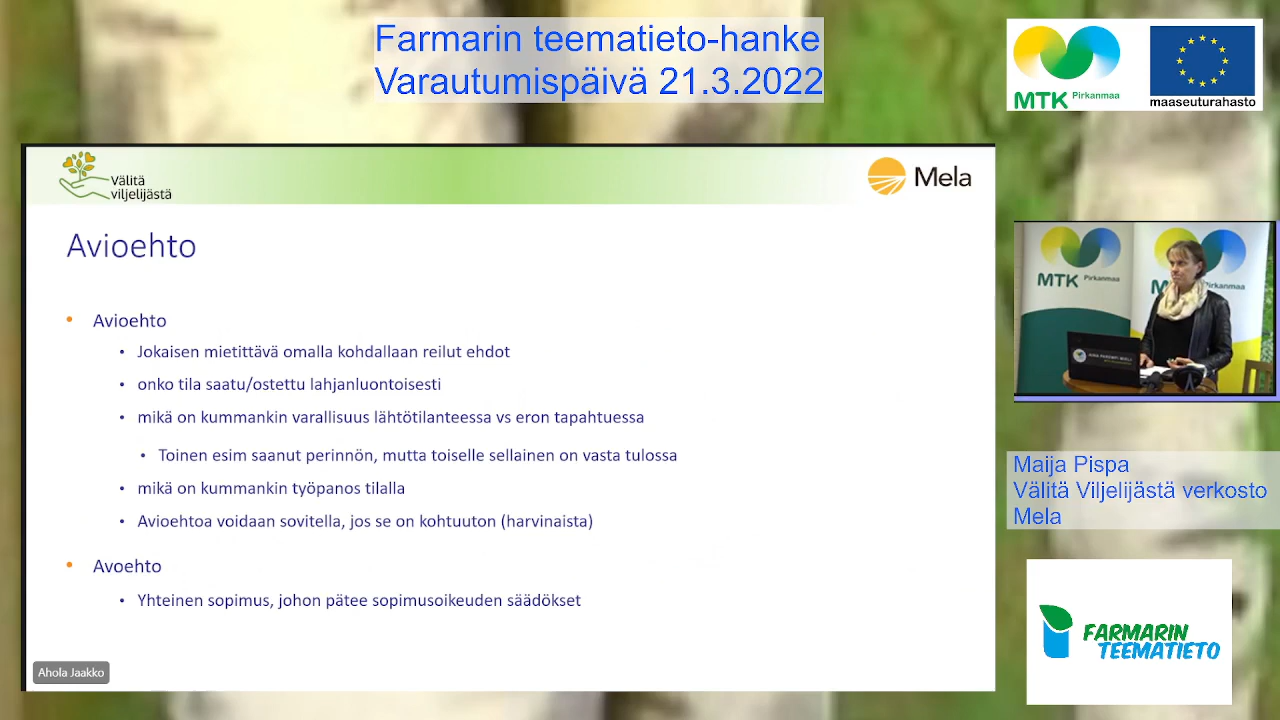 Farmarin teematieto-hanke
Varautumispäivä 21.3.2022
MTK Pirkanmaa
maaseuturahasto
Välitä
viljelijästä
Mela
Avioehto
• Avioehto
• Jokaisen mietittävä omalla kohdallaan reilut ehdot
• onko tila saatu/ostettu lahjanluontoisesti
• mikä on kummankin varallisuus lähtötilanteessa vs eron tapahtuessa
• Toinen esim saanut perinnön, mutta toiselle sellainen on vasta tulossa
• mikä on kummankin työpanos tilalla
• Avioehtoa voidaan sovitella, jos se on kohtuuton (harvinaista)
• Avoehto
• Yhteinen sopimus, johon pätee sopimusoikeuden säädökset
Ahola Jaakko
MTK Pirkanmaa
Pirkanmaa
Maija Pispa
Välitä Viljelijästä verkosto
Mela
FARMARIN
TEEMATIETO